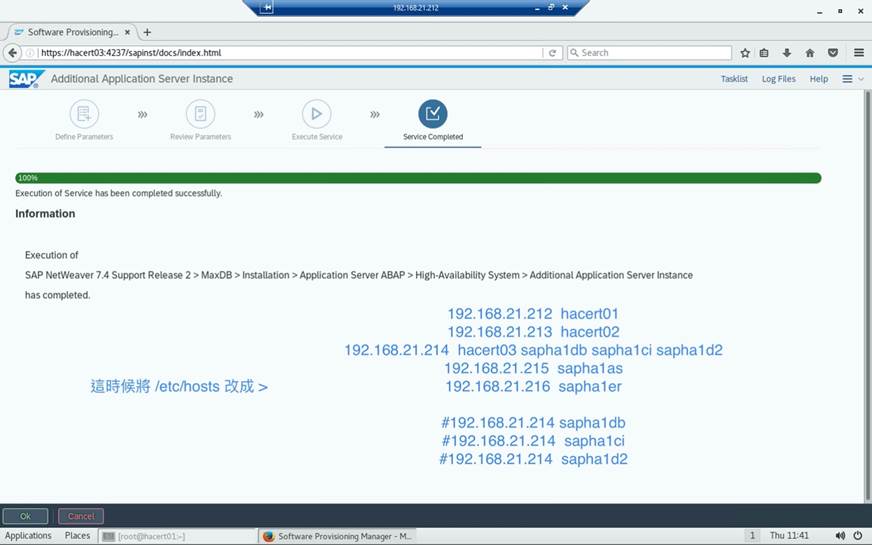 192.168.21.212
Software Provisioning...
https://hacert03:4237/sapinst/docs/index.html
Search
SAP Additional Application Server Instance
Tasklist Log Files Help
Define Parameters Review Parameters Execute Service Service Completed
100%
Execution of Service has been completed successfully.
Information
Execution of
SAP NetWeaver 7.4 Support Release 2 > MaxDB > Installation > Application Server ABAP > High-Availability System > Additional Application Server Instance
has completed.
192.168.21.212 hacert01
192.168.21.213 hacert02
192.168.21.214 hacert03 sapha1db sapha1ci sapha1d2
192.168.21.215 sapha1as
這時候將 /etc/hosts 改成 > 192.168.21.216 sapha1er
#192.168.21.214 sapha1db
#192.168.21.214 sapha1ci
#192.168.21.214 sapha1d2
Ok Cancel
Applications Places [root@hacert01:~] Software Provisioning Manager - M... 1 Thu 11:41